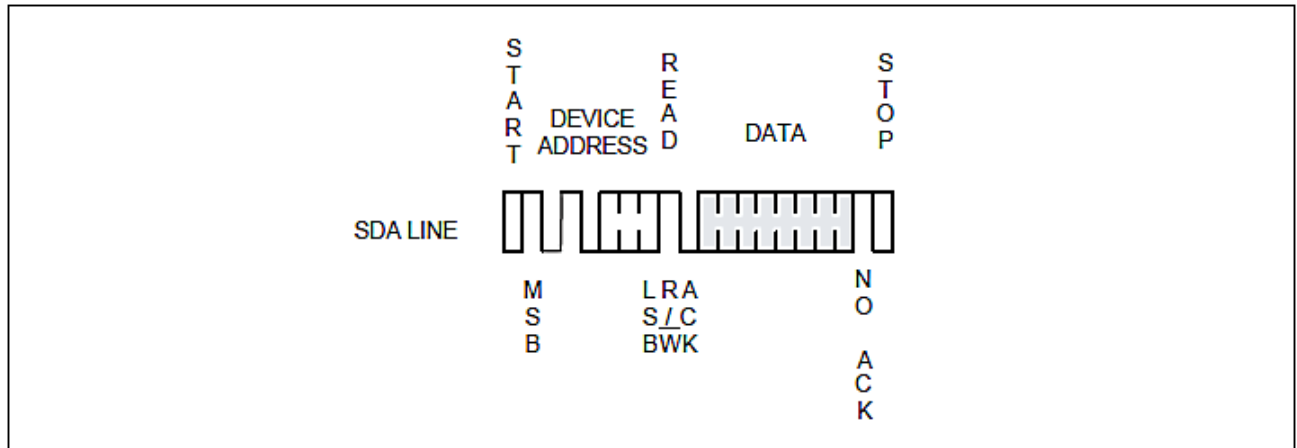 START
DEVICE
ADDRESS
READ
DATA
STOP
SDA LINE
MSB
LSB
R/W
ACK
NO ACK